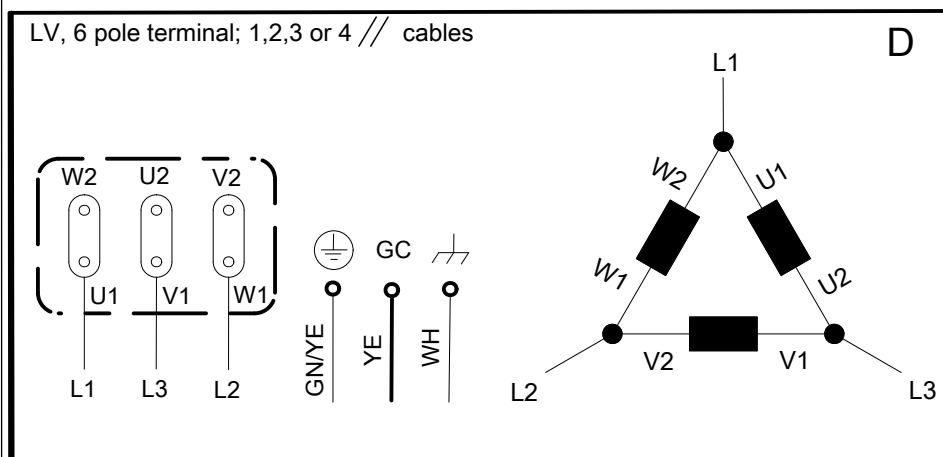 LV, 6 pole terminal; 1,2,3 or 4 // cables
D
W2 U2 V2
U1 V1 W1
L1 L3 L2
GC
GN/YE YE WH
L1
W2 U1
W1 U2
V2 V1
L2 L3